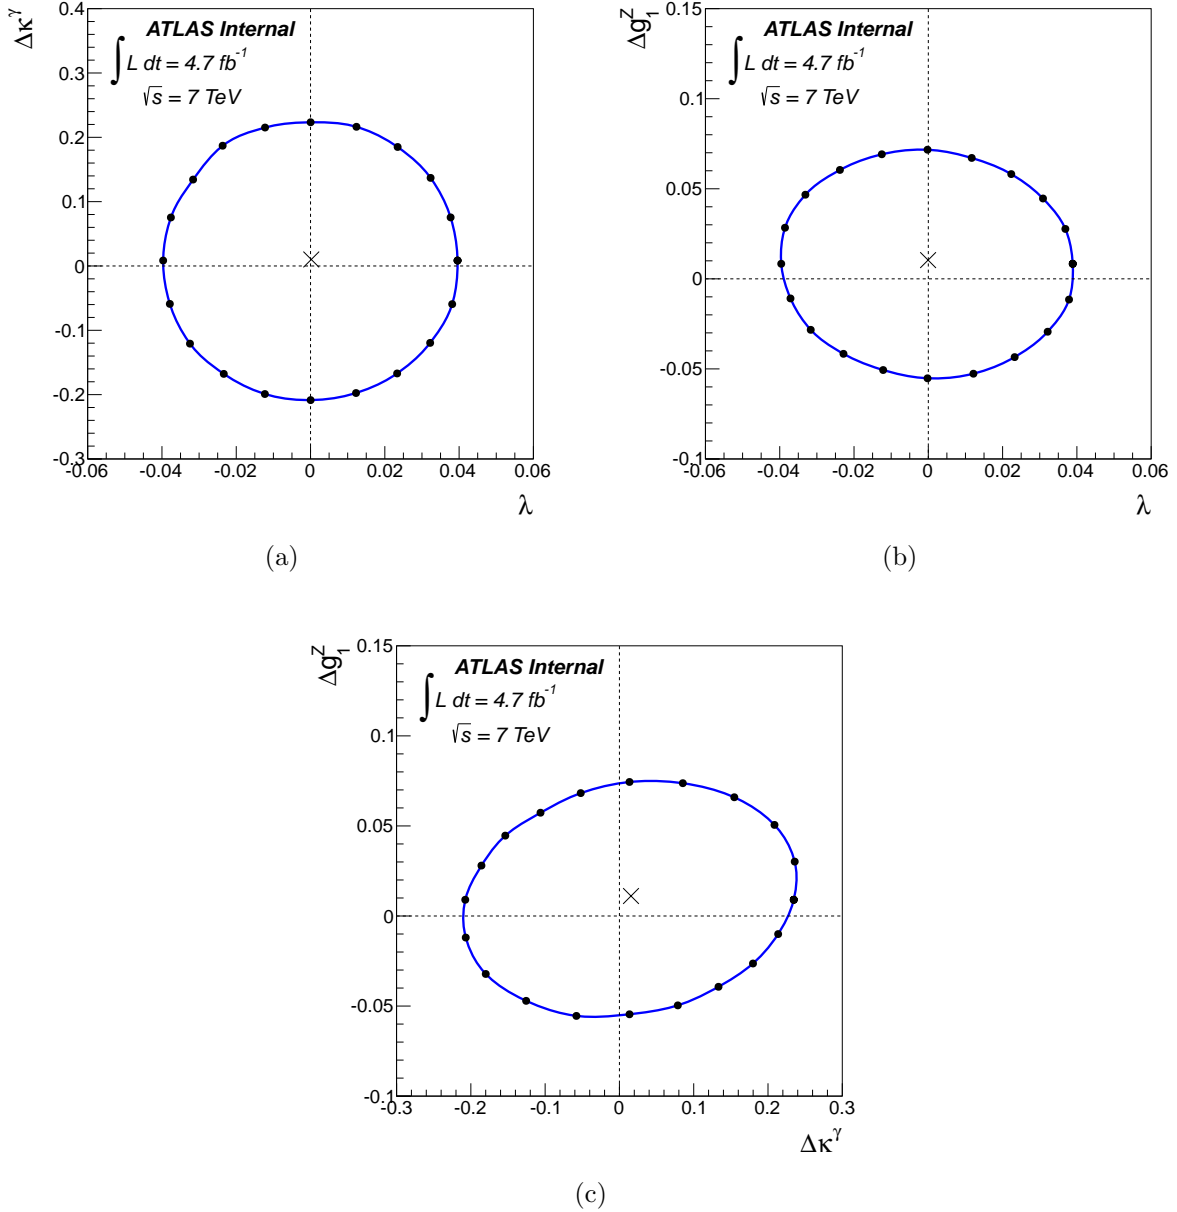 Δκ^γ
ATLAS Internal
∫ L dt = 4.7 fb^-1
√s = 7 TeV
0.4
0.3
0.2
0.1
0
-0.1
-0.2
-0.3
-0.06 -0.04 -0.02 0 0.02 0.04 0.06
λ
(a)
Δg_1^Z
ATLAS Internal
∫ L dt = 4.7 fb^-1
√s = 7 TeV
0.15
0.1
0.05
0
-0.05
-0.1
-0.06 -0.04 -0.02 0 0.02 0.04 0.06
λ
(b)
Δg_1^Z
ATLAS Internal
∫ L dt = 4.7 fb^-1
√s = 7 TeV
0.15
0.1
0.05
0
-0.05
-0.1
-0.3 -0.2 -0.1 0 0.1 0.2 0.3
Δκ^γ
(c)